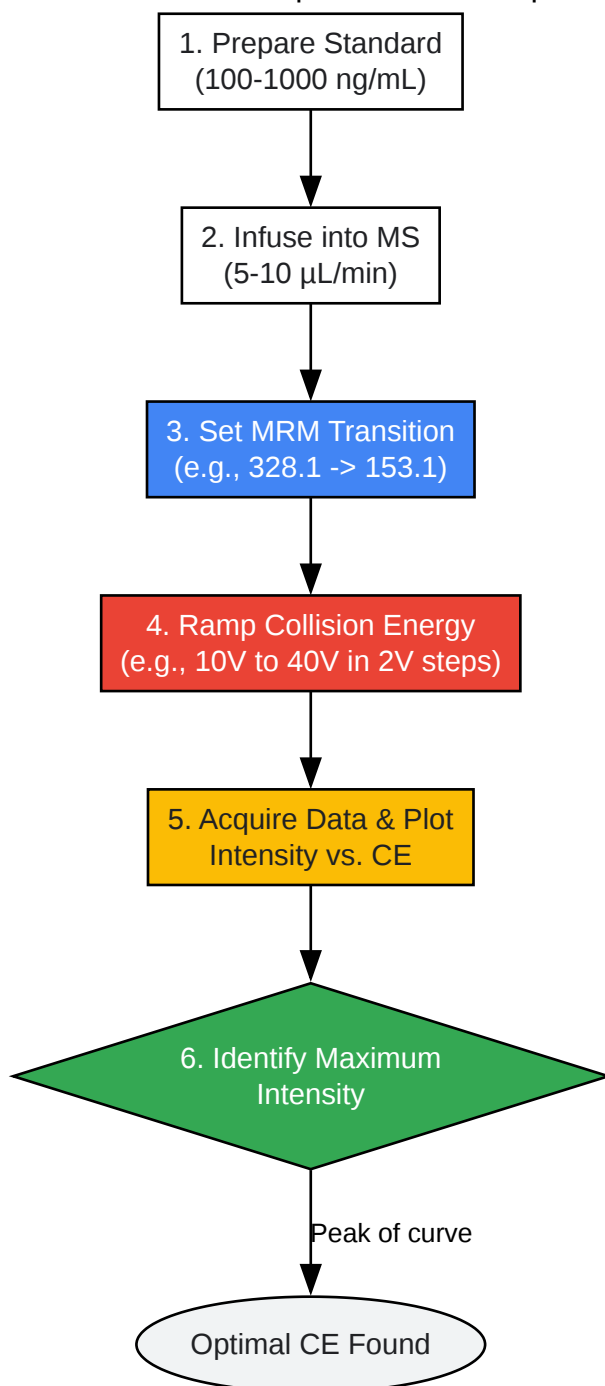 1. Prepare Standard
(100-1000 ng/mL)
2. Infuse into MS
(5-10 µL/min)
3. Set MRM Transition
(e.g., 328.1 -> 153.1)
4. Ramp Collision Energy
(e.g., 10V to 40V in 2V steps)
5. Acquire Data & Plot
Intensity vs. CE
6. Identify Maximum
Intensity
Peak of curve
Optimal CE Found